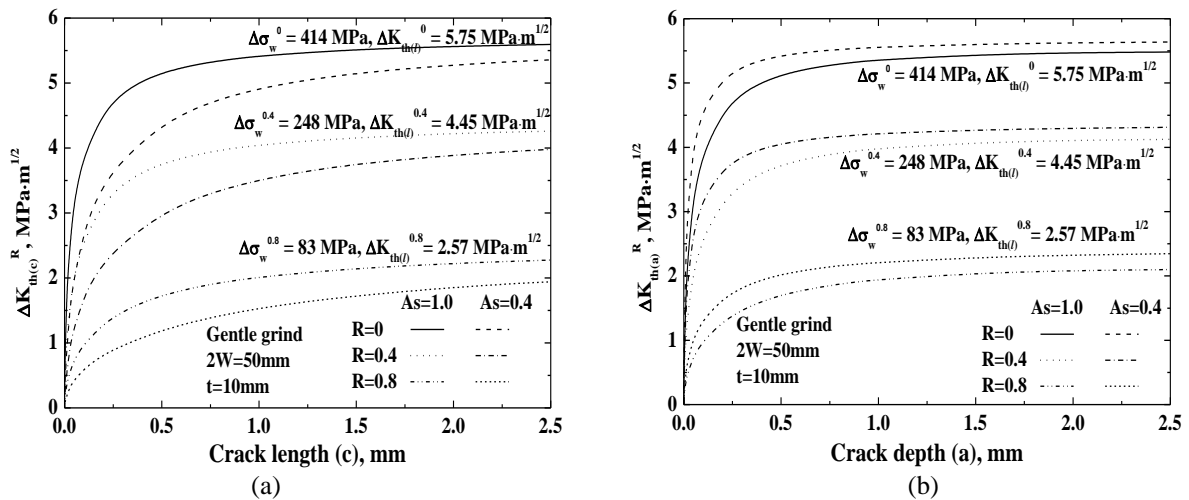 6
5
4
3
2
1
0
0.0 0.5 1.0 1.5 2.0 2.5
ΔK_th(c)^R, MPa·m^1/2
Crack length (c), mm
Δσ_w^0 = 414 MPa, ΔK_th(l)^0 = 5.75 MPa·m^1/2
Δσ_w^0.4 = 248 MPa, ΔK_th(l)^0.4 = 4.45 MPa·m^1/2
Δσ_w^0.8 = 83 MPa, ΔK_th(l)^0.8 = 2.57 MPa·m^1/2
Gentle grind
2W=50mm
t=10mm
As=1.0 As=0.4
R=0
R=0.4
R=0.8
(a)
6
5
4
3
2
1
0
0.0 0.5 1.0 1.5 2.0 2.5
ΔK_th(a)^R, MPa·m^1/2
Crack depth (a), mm
Δσ_w^0 = 414 MPa, ΔK_th(l)^0 = 5.75 MPa·m^1/2
Δσ_w^0.4 = 248 MPa, ΔK_th(l)^0.4 = 4.45 MPa·m^1/2
Δσ_w^0.8 = 83 MPa, ΔK_th(l)^0.8 = 2.57 MPa·m^1/2
Gentle grind
2W=50mm
t=10mm
As=1.0 As=0.4
R=0
R=0.4
R=0.8
(b)